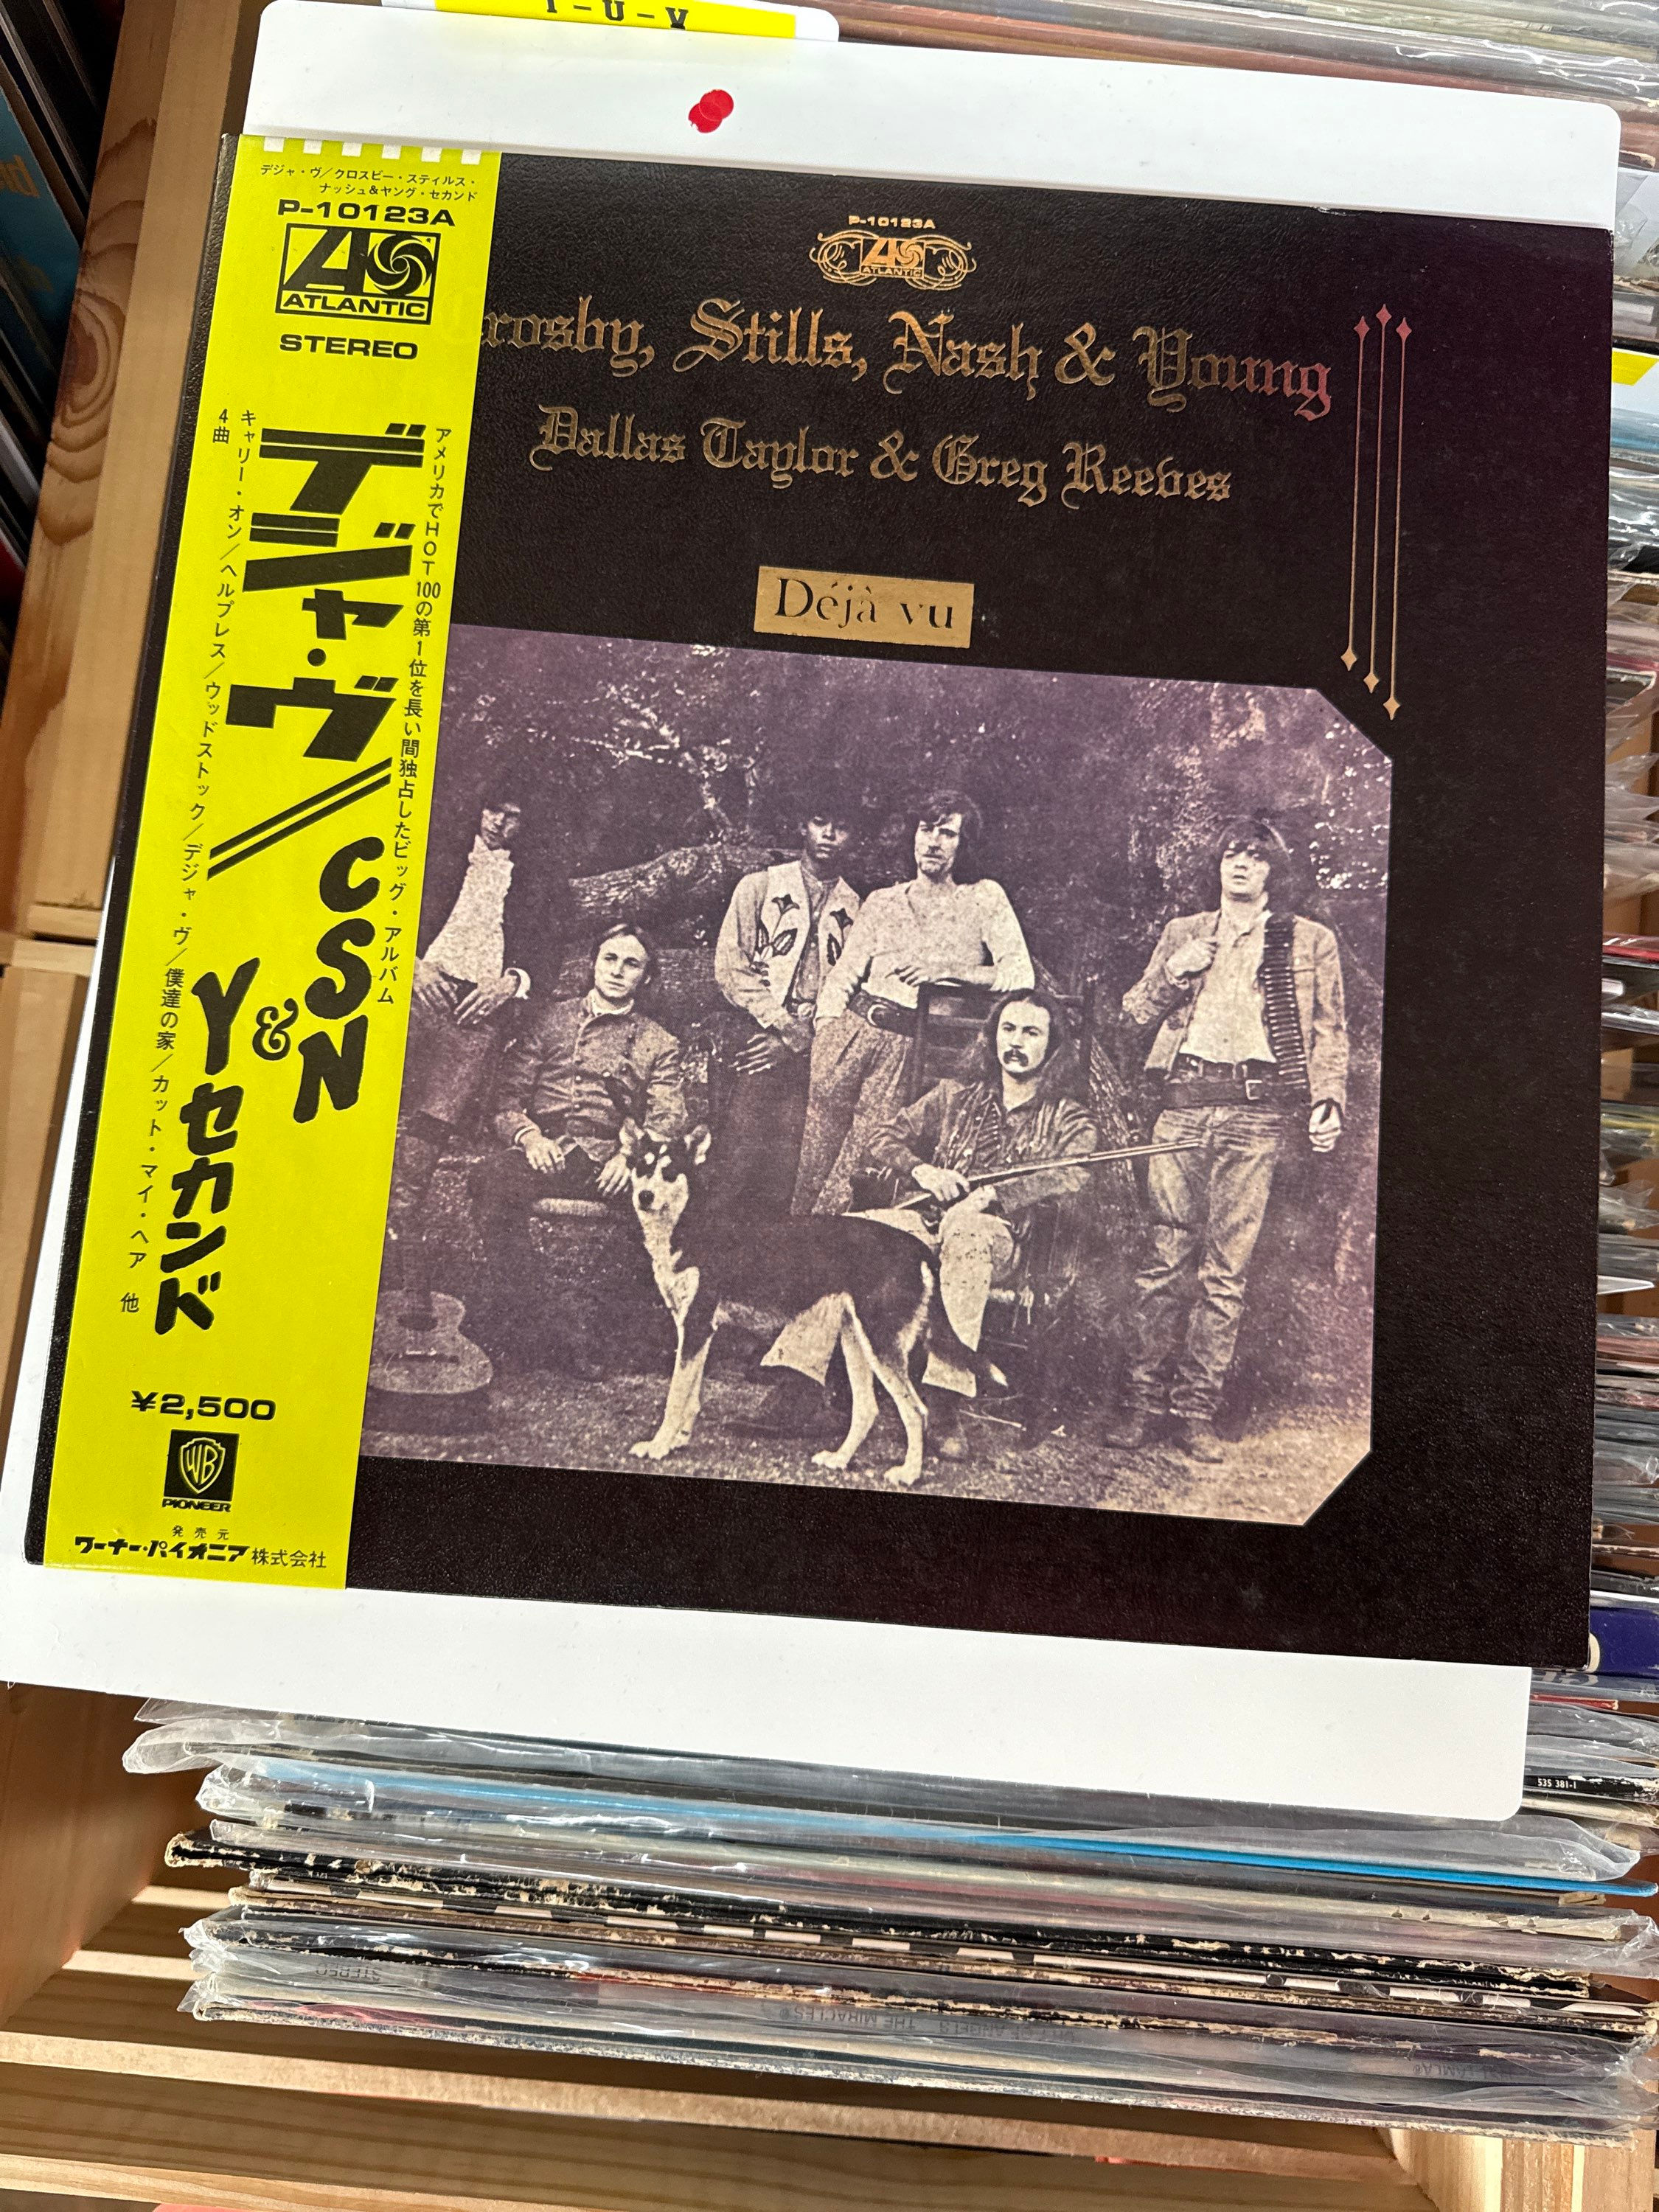 T-U-V
デジャ・ヴ/クロスビー・スティルス・
ナッシュ&ヤング・セカンド
P-10123A
ATLANTIC
STEREO
アメリカでHOT100の第1位を長い間独占したビッグ・アルバム
デジャ・ヴ/CSN&Yセカンド
キャリー・オン/ヘルプレス/ウッドストック/デジャ・ヴ/僕達の家/カット・マイ・ヘア 他
4曲
¥2,500
WB
PIONEER
発売元
ワーナー・パイオニア株式会社
P-10123A
ATLANTIC
rosby, Stills, Nash & Young
Dallas Taylor & Greg Reeves
Déjà vu
535 381-1
STEREO
THE MIRACLES